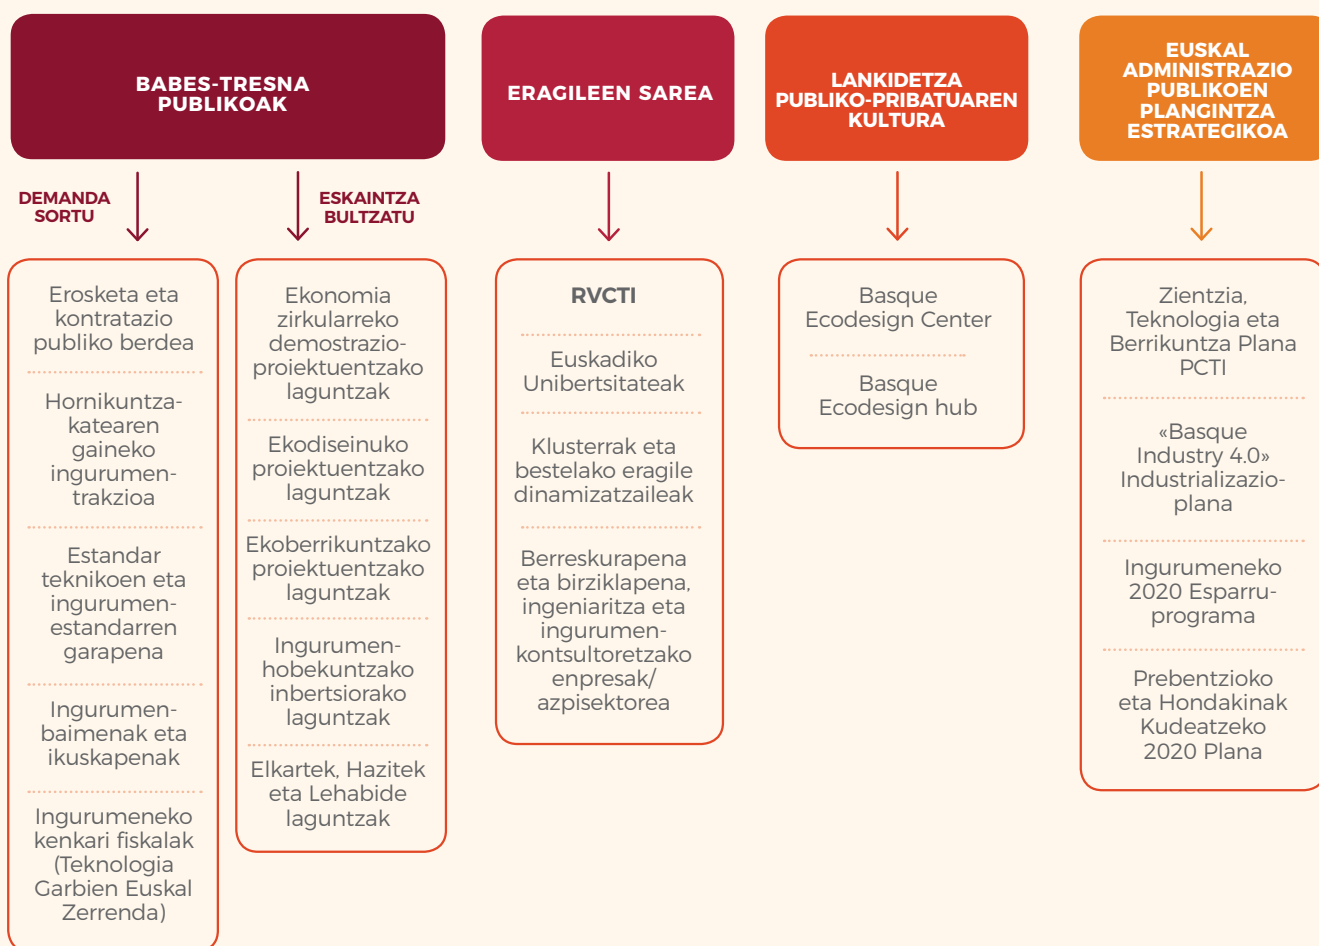 BABES-TRESNA
PUBLIKOAK
DEMANDA
SORTU
Erosketa eta
kontratazio
publiko berdea
Hornikuntza-
katearen
gaineko
ingurumen-
trakzioa
Estandar
teknikoen eta
ingurumen-
estandarren
garapena
Ingurumen-
baimenak eta
ikuskapenak
Ingurumeneko
kenkari fiskalak
(Teknologia
Garbien Euskal
Zerrenda)
ESKAINTZA
BULTZATU
Ekonomia
zirkularreko
demostrazio-
proiektuentzako
laguntzak
Ekodiseinuko
proiektuentzako
laguntzak
Ekoberrikuntzako
proiektuentzako
laguntzak
Ingurumen-
hobekuntzako
inbertsiorako
laguntzak
Elkartek, Hazitek
eta Lehabide
laguntzak
ERAGILEEN SAREA
RVCTI
Euskadiko
Unibertsitateak
Klusterrak eta
bestelako eragile
dinamizatzaileak
Berreskurapena
eta birziklapena,
ingeniaritza eta
ingurumen-
kontsultoretzako
enpresak/
azpisektorea
LANKIDETZA
PUBLIKO-PRIBATUAREN
KULTURA
Basque
Ecodesign Center
Basque
Ecodesign hub
EUSKAL
ADMINISTRAZIO
PUBLIKOEN
PLANGINTZA
ESTRATEGIKOA
Zientzia,
Teknologia eta
Berrikuntza Plana
PCTI
«Basque
Industry 4.0»
Industrializazio-
plana
Ingurumeneko
2020 Esparru-
programa
Prebentzioko
eta Hondakinak
Kudeatzeko
2020 Plana